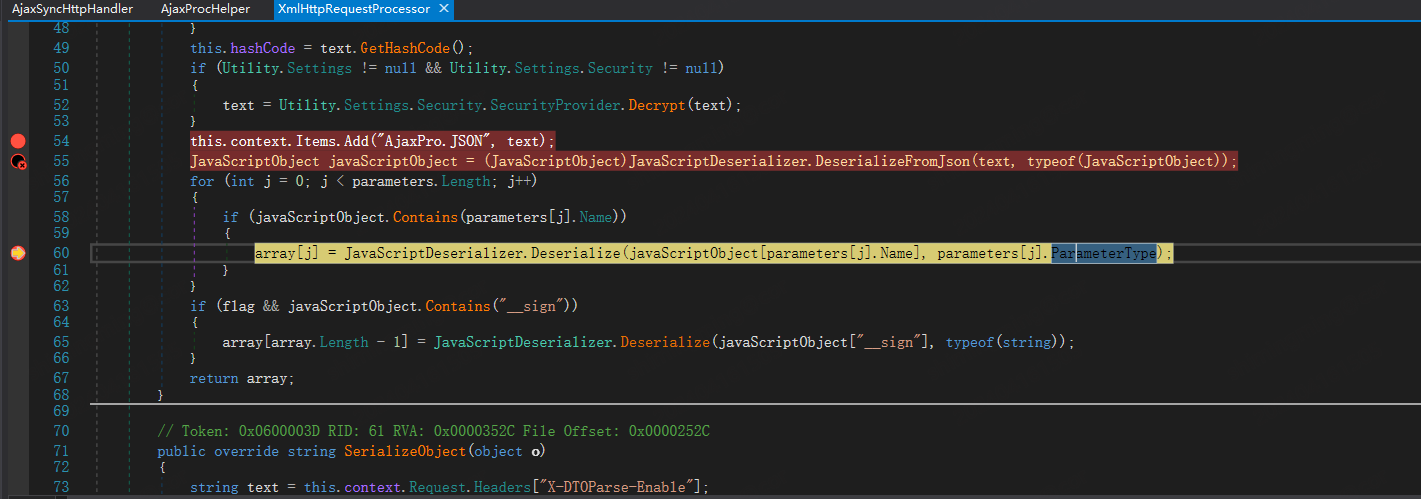 AjaxSyncHttpHandler AjaxProcHelper XmlHttpRequestProcessor ✕
48 }
49 this.hashCode = text.GetHashCode();
50 if (Utility.Settings != null && Utility.Settings.Security != null)
51 {
52 text = Utility.Settings.Security.SecurityProvider.Decrypt(text);
53 }
54 this.context.Items.Add("AjaxPro.JSON", text);
55 JavaScriptObject javaScriptObject = (JavaScriptObject)JavaScriptDeserializer.DeserializeFromJson(text, typeof(JavaScriptObject));
56 for (int j = 0; j < parameters.Length; j++)
57 {
58 if (javaScriptObject.Contains(parameters[j].Name))
59 {
60 array[j] = JavaScriptDeserializer.Deserialize(javaScriptObject[parameters[j].Name], parameters[j].ParameterType);
61 }
62 }
63 if (flag && javaScriptObject.Contains("__sign"))
64 {
65 array[array.Length - 1] = JavaScriptDeserializer.Deserialize(javaScriptObject["__sign"], typeof(string));
66 }
67 return array;
68 }
69
70 // Token: 0x0600003D RID: 61 RVA: 0x0000352C File Offset: 0x0000252C
71 public override string SerializeObject(object o)
72 {
73 string text = this.context.Request.Headers["X-DTOParse-Enable"];